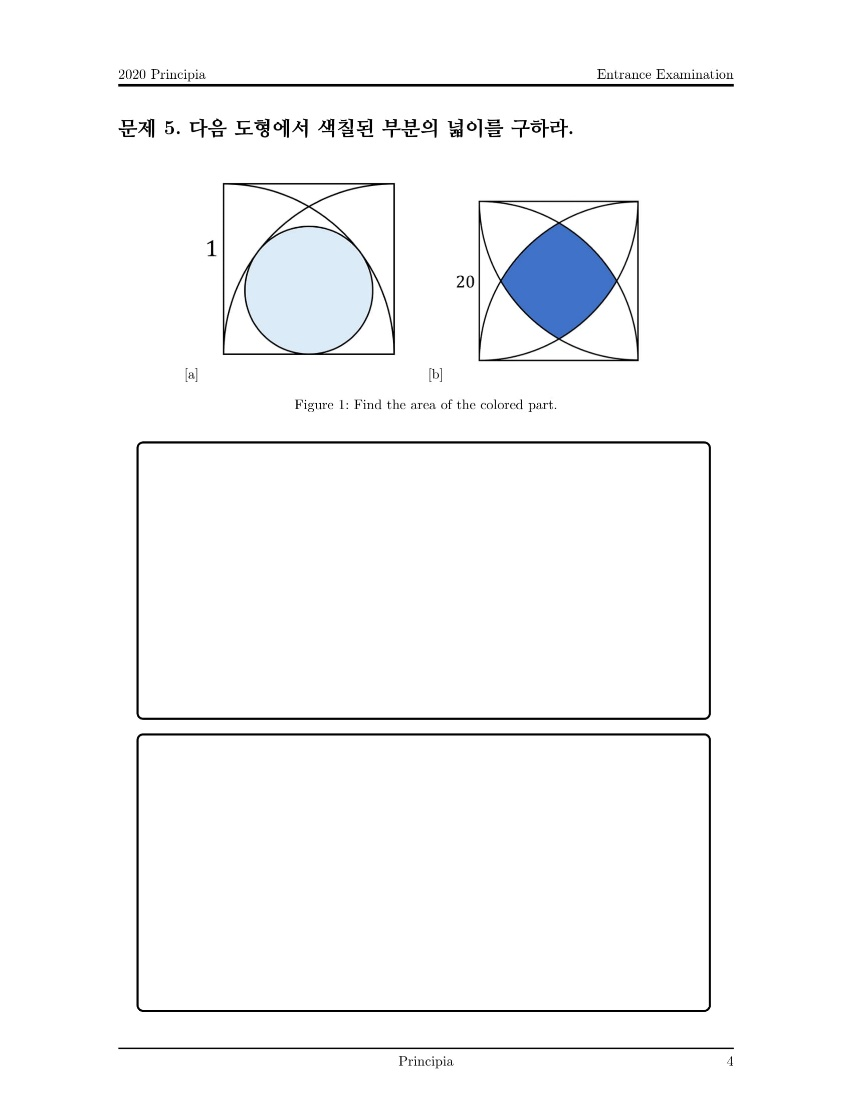 2020 Principia Entrance Examination
문제 5. 다음 도형에서 색칠된 부분의 넓이를 구하라.
1
20
[a] [b]
Figure 1: Find the area of the colored part.
Principia 4